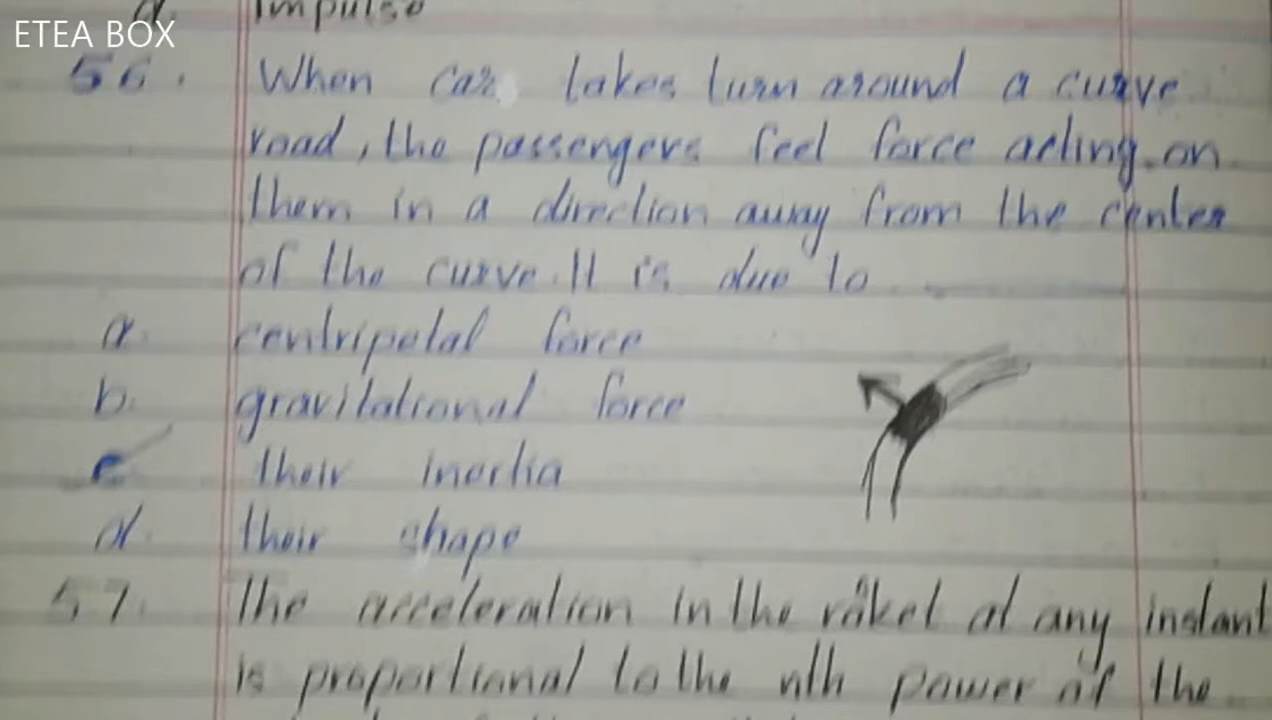 d. Impulse
ETEA BOX
56. When car takes turn around a curve
road, the passengers feel force acting on
them in a direction away from the center
of the curve. It is due to
a. centripetal force
b. gravitational force
c their inertia
d. their shape
57. The acceleration in the roket at any instant
is proportional to the nth power of the